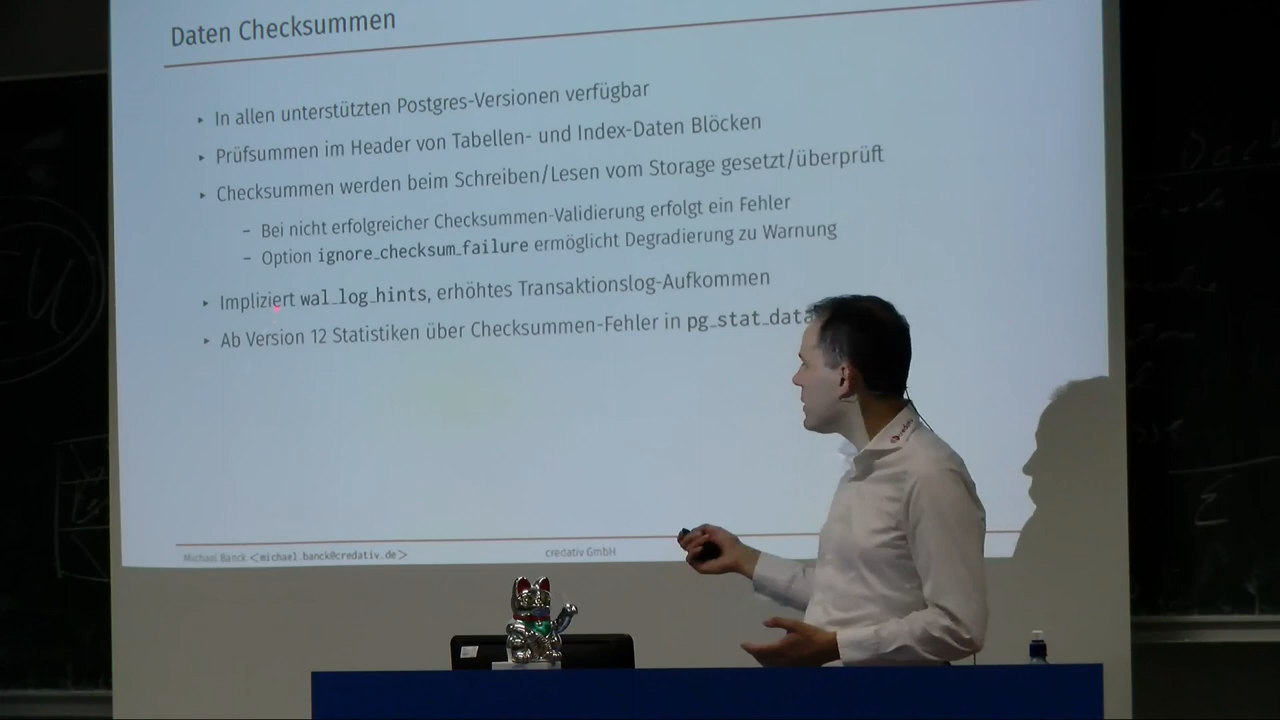 Daten Checksummen
▸ In allen unterstützten Postgres-Versionen verfügbar
▸ Prüfsummen im Header von Tabellen- und Index-Daten Blöcken
▸ Checksummen werden beim Schreiben/Lesen vom Storage gesetzt/überprüft
– Bei nicht erfolgreicher Checksummen-Validierung erfolgt ein Fehler
– Option ignore_checksum_failure ermöglicht Degradierung zu Warnung
▸ Impliziert wal_log_hints, erhöhtes Transaktionslog-Aufkommen
▸ Ab Version 12 Statistiken über Checksummen-Fehler in pg_stat_data
Michael Banck <michael.banck@credativ.de> credativ GmbH